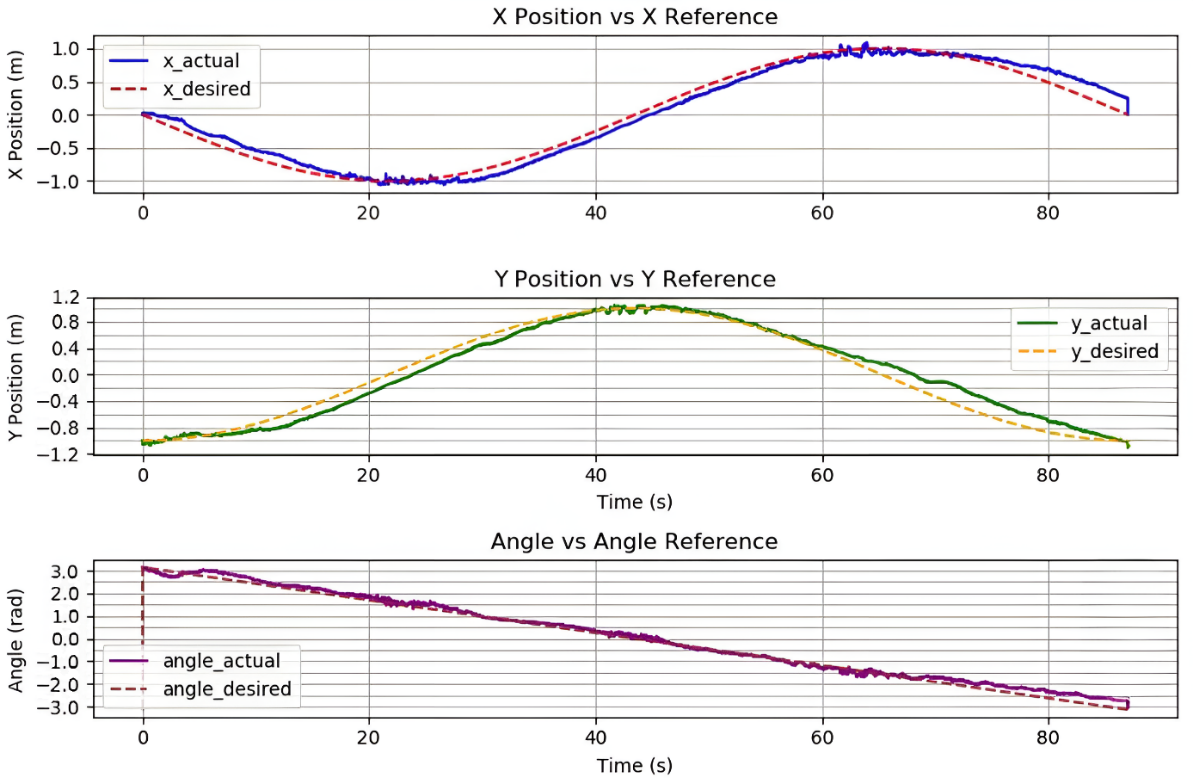 X Position vs X Reference
X Position (m)
1.0
0.5
0.0
−0.5
−1.0
x_actual
x_desired
0 20 40 60 80
Y Position vs Y Reference
Y Position (m)
1.2
0.8
0.4
0.0
−0.4
−0.8
−1.2
y_actual
y_desired
0 20 40 60 80
Time (s)
Angle vs Angle Reference
Angle (rad)
3.0
2.0
1.0
0.0
−1.0
−2.0
−3.0
angle_actual
angle_desired
0 20 40 60 80
Time (s)